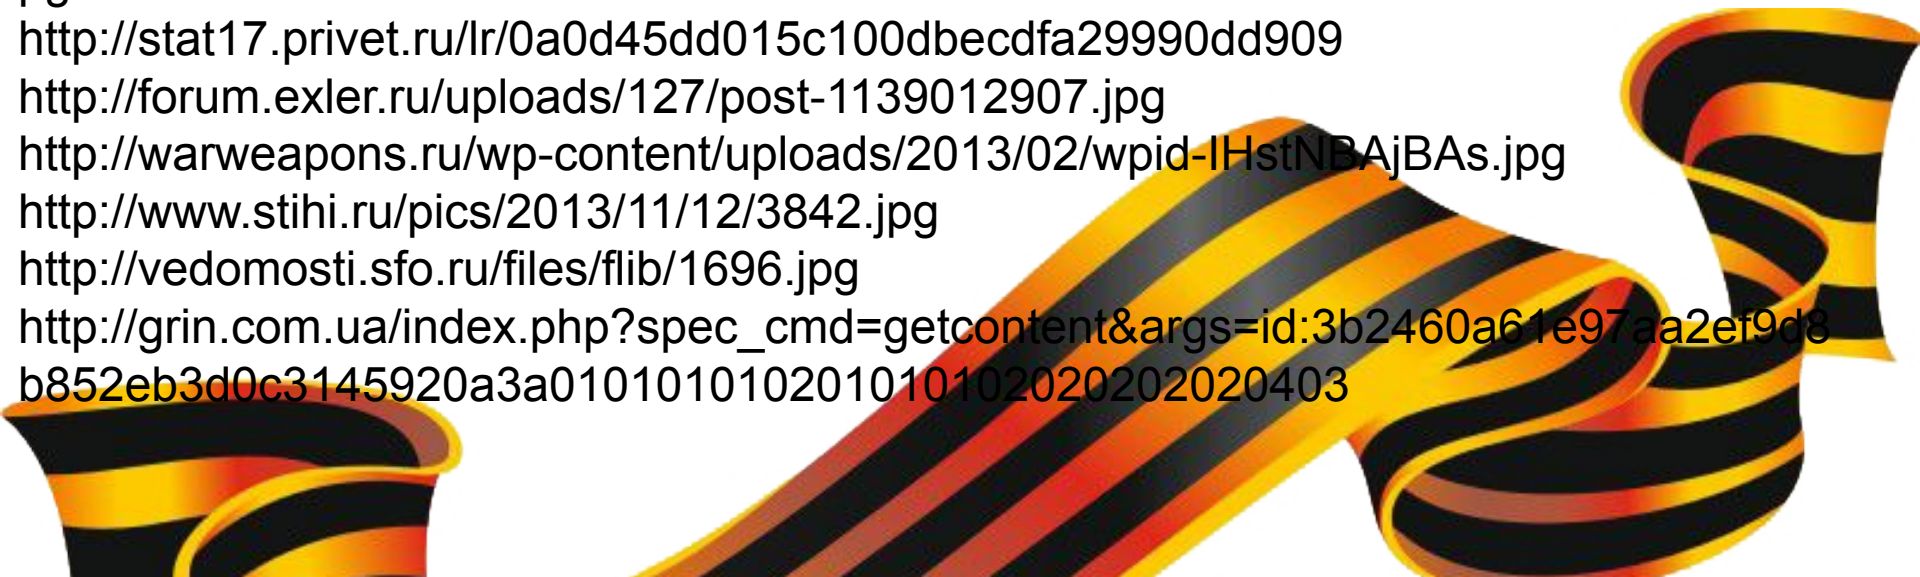 http://stat17.privet.ru/lr/0a0d45dd015c100dbecdfa29990dd909
http://forum.exler.ru/uploads/127/post-1139012907.jpg
http://warweapons.ru/wp-content/uploads/2013/02/wpid-IHstNBAjBAs.jpg
http://www.stihi.ru/pics/2013/11/12/3842.jpg
http://vedomosti.sfo.ru/files/flib/1696.jpg
http://grin.com.ua/index.php?spec_cmd=getcontent&args=id:3b2460a61e97aa2ef9d8
b852eb3d0c3145920a3a010101010201010102020202020403